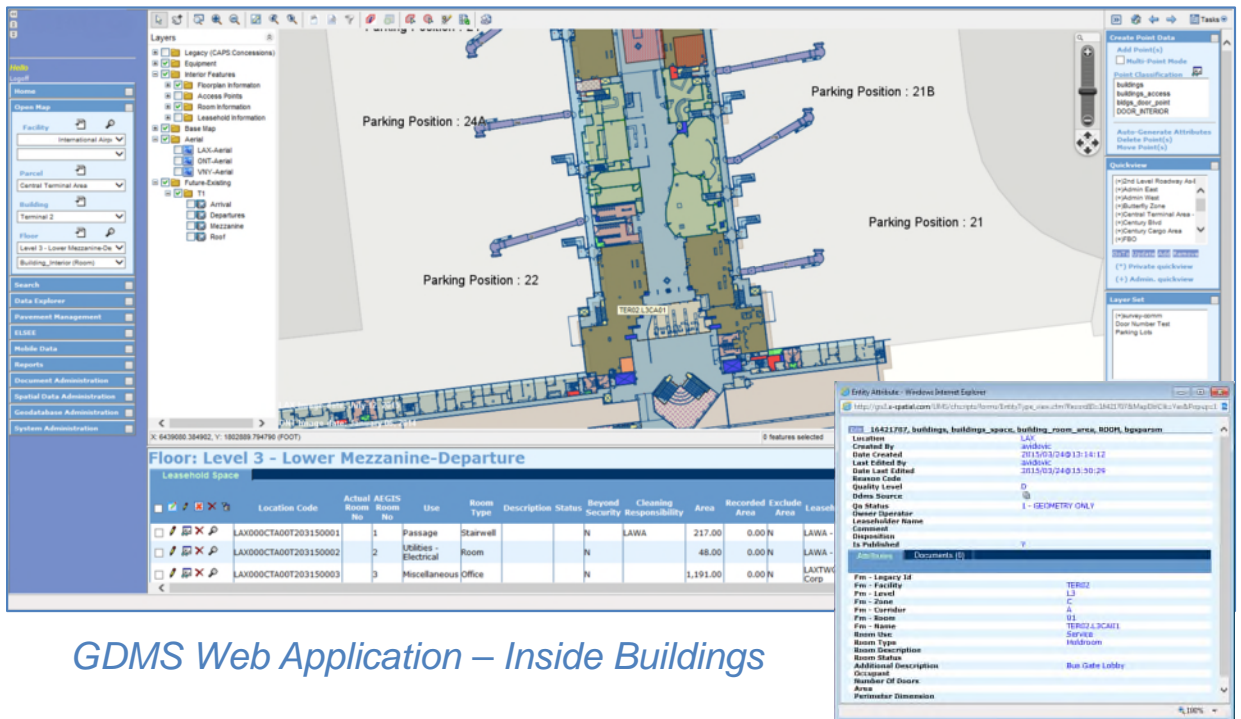 Hello
Logoff
Home
Open Map
Facility
International Airp
Parcel
Central Terminal Area
Building
Terminal 2
Floor
Level 3 - Lower Mezzanine-De
Building_Interior (Room)
Search
Data Explorer
Pavement Management
ELSEE
Mobile Data
Reports
Document Administration
Spatial Data Administration
Geodatabase Administration
System Administration
Layers
Legacy (CAPS:Concessions)
Equipment
Interior Features
Floorplan Information
Access Points
Room Information
Leasehold Information
Base Map
Aerial
LAX-Aerial
ONT-Aerial
VNY-Aerial
Future-Existing
T1
Arrival
Departures
Mezzanine
Roof
Parking Position : 21B
Parking Position : 24A
Parking Position : 21
Parking Position : 22
TER02.L3CA01
X: 6439080.384902, Y: 1802889.794790 (FOOT)
0 features selected
Tasks
Create Point Data
Add Point(s)
Multi-Point Mode
Point Classification
buildings
buildings_access
bldgs_door_point
DOOR_INTERIOR
Auto-Generate Attributes
Delete Point(s)
Move Point(s)
Quickview
(+)2nd Level Roadway As-
(+)Admin East
(+)Admin West
(+)Butterfly Zone
(+)Central Terminal Area -
(+)Century Blvd
(+)Century Cargo Area
(+)FBO
GoTo Update Add Remove
(*) Private quickview
(+) Admin. quickview
Layer Set
(+)survey-comm
Door Number Test
Parking Lots
Floor: Level 3 - Lower Mezzanine-Departure
Leasehold Space
Location Code Actual Room No AEGIS Room No Use Room Type Description Status Beyond Security Cleaning Responsibility Area Recorded Area Exclude Area Leaseh
LAX000CTA00T203150001 1 Passage Stairwell N LAWA 217.00 0.00 N LAWA -
LAX000CTA00T203150002 2 Utilities - Electrical Room N 48.00 0.00 N LAWA -
LAX000CTA00T203150003 3 Miscellaneous Office N 1,191.00 0.00 N LAXTWO Corp
Entity Attribute - Windows Internet Explorer
16421707, buildings, buildings_space, building_room_area, ROOM, bgxparsm
Location LAX
Created By avidovic
Date Created 2015/03/24@13:14:12
Last Edited By avidovic
Date Last Edited 2015/03/24@15:50:29
Reason Code
Quality Level D
Ddms Source
Qa Status 1 - GEOMETRY ONLY
Owner Operator
Leaseholder Name
Comment
Disposition
Is Published Y
Attributes Documents (0)
Fm - Legacy Id
Fm - Facility TER02
Fm - Level L3
Fm - Zone C
Fm - Corridor A
Fm - Room 01
Fm - Name TER02.L3CA01
Room Use Service
Room Type Holdroom
Room Description
Room Status
Additional Description Bus Gate Lobby
Occupant
Number Of Doors
Area
Perimeter Dimension
100%
GDMS Web Application – Inside Buildings